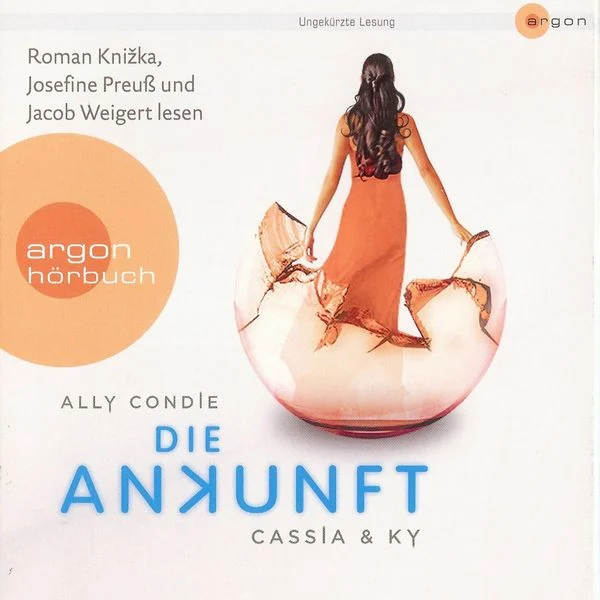 Ungekürzte Lesung
argon
Roman Knižka,
Josefine Preuß und
Jacob Weigert lesen
argon
hörbuch
ALLY CONDIE
DIE
ANKUNFT
CASSIA & KY